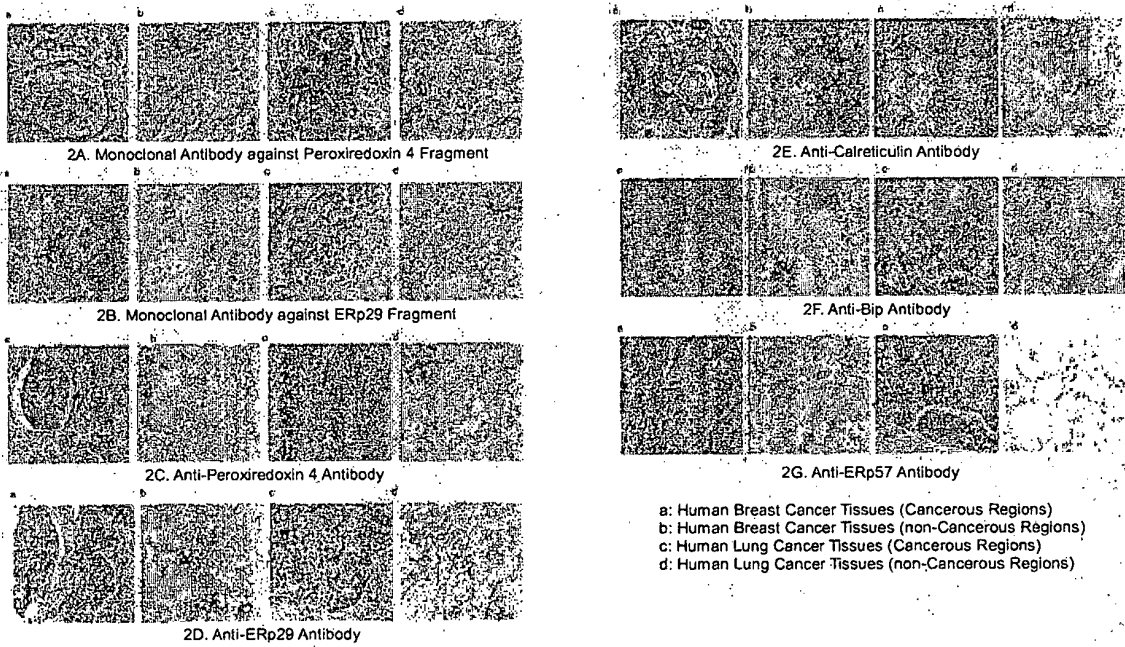 a b c d
2A. Monoclonal Antibody against Peroxiredoxin 4 Fragment
a b c d
2B. Monoclonal Antibody against ERp29 Fragment
b
2C. Anti-Peroxiredoxin 4 Antibody
a b c d
2D. Anti-ERp29 Antibody
b
2E. Anti-Calreticulin Antibody
d
2F. Anti-Bip Antibody
a d
2G. Anti-ERp57 Antibody
a: Human Breast Cancer Tissues (Cancerous Regions)
b: Human Breast Cancer Tissues (non-Cancerous Regions)
c: Human Lung Cancer Tissues (Cancerous Regions)
d: Human Lung Cancer Tissues (non-Cancerous Regions)